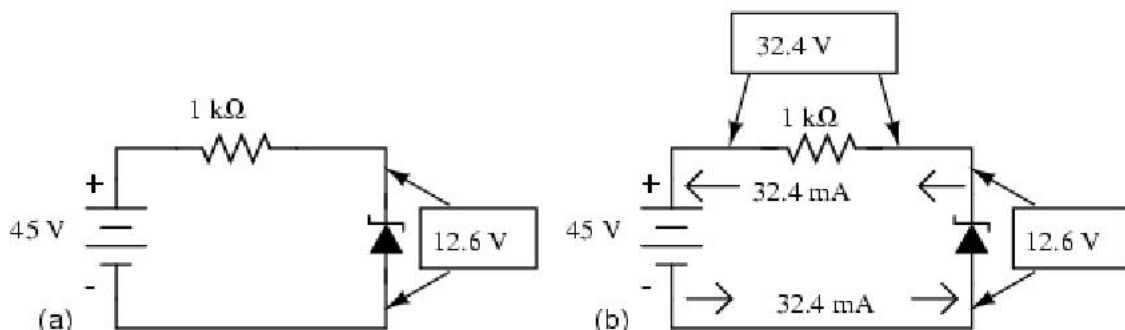 1 kΩ
+
45 V
-
12.6 V
(a)
32.4 V
1 kΩ
+
32.4 mA
45 V
12.6 V
-
32.4 mA
(b)